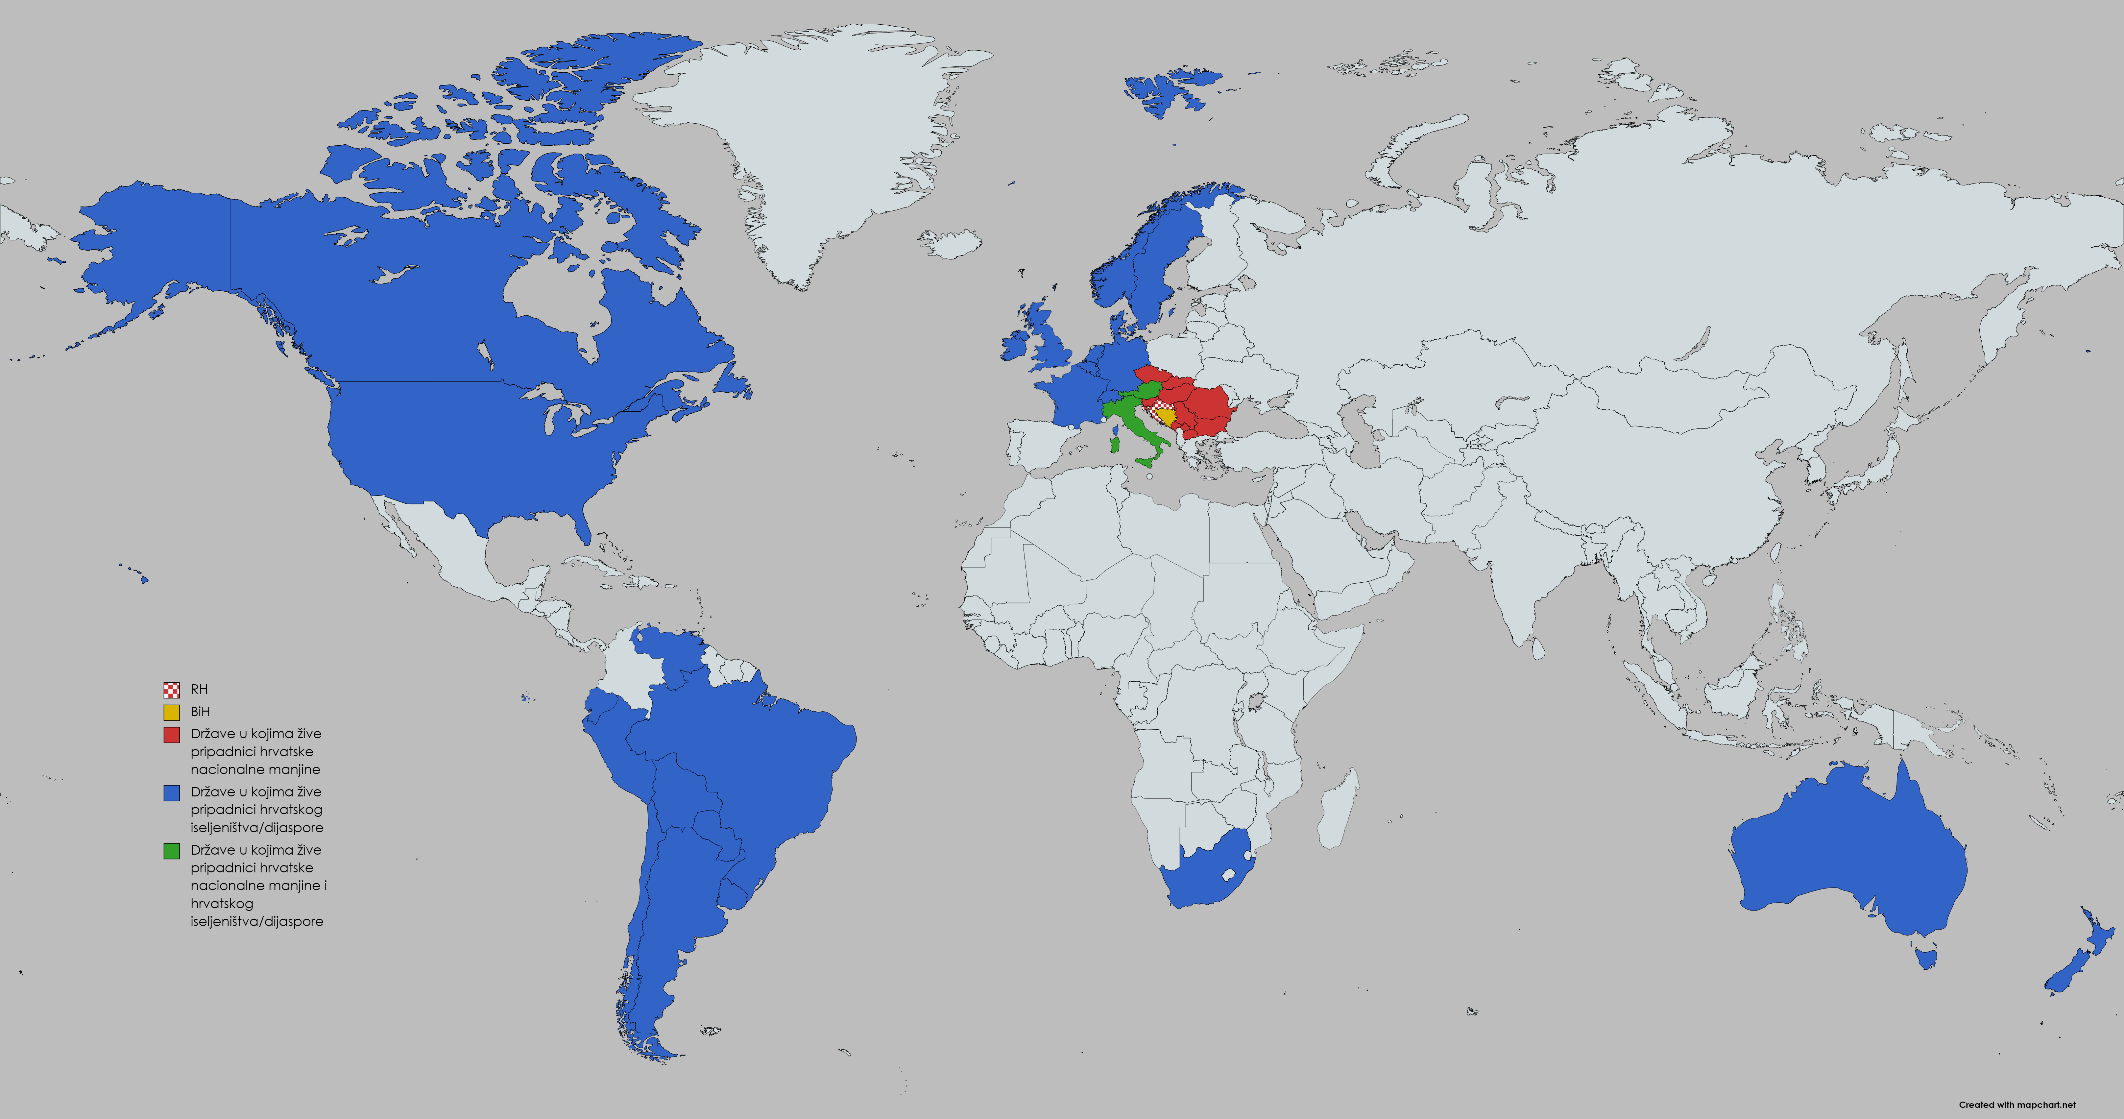 RH
BiH
Države u kojima žive
pripadnici hrvatske
nacionalne manjine
Države u kojima žive
pripadnici hrvatskog
iseljeništva/dijaspore
Države u kojima žive
pripadnici hrvatske
nacionalne manjine i
hrvatskog
iseljeništva/dijaspore
Created with mapchart.net